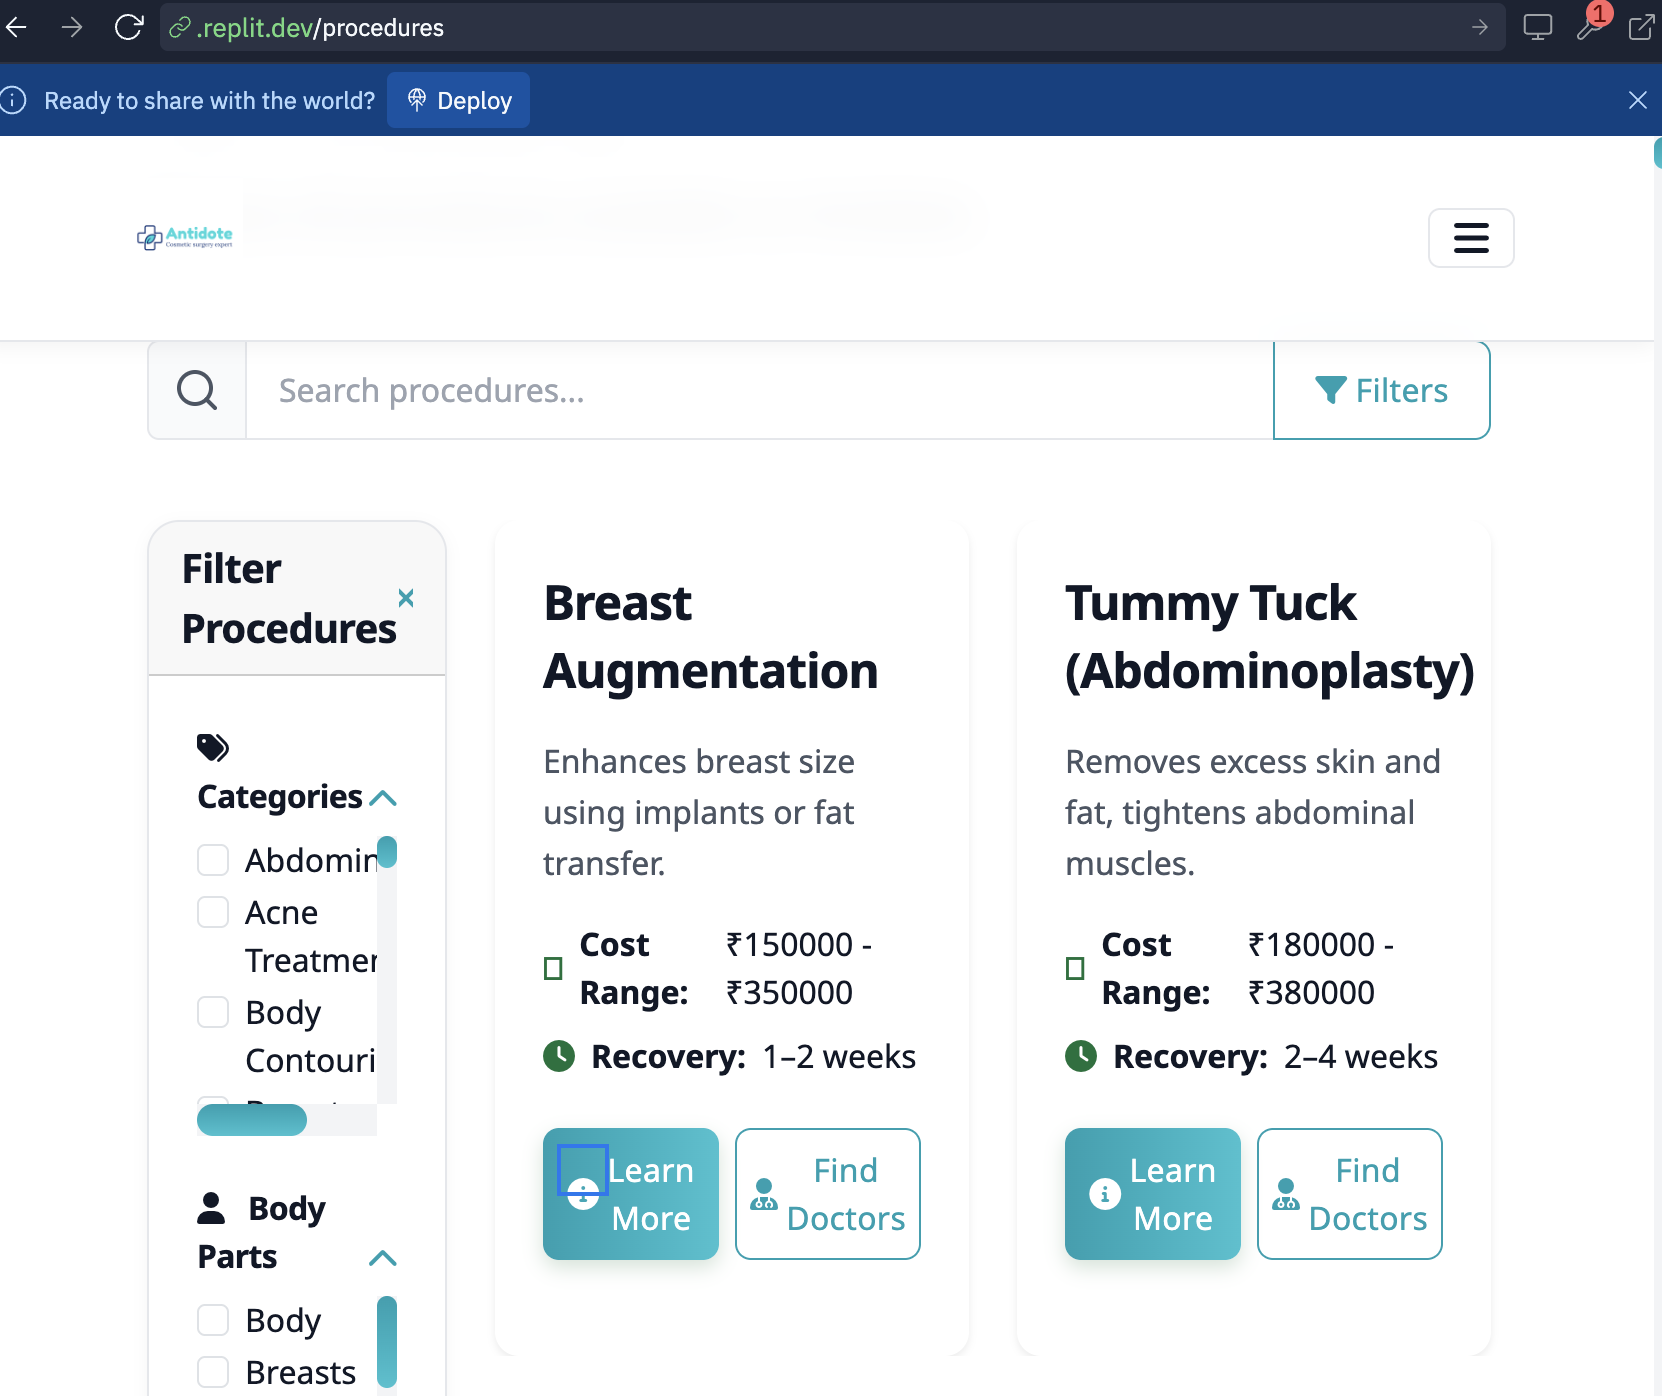 .replit.dev/procedures
1
Ready to share with the world?
Deploy
Antidote
Cosmetic surgery expert
Search procedures...
Filters
Filter
Procedures
Categories
Abdomin
Acne
Treatmen
Body
Contouri
Body
Parts
Body
Breasts
Breast
Augmentation
Enhances breast size
using implants or fat
transfer.
Cost
Range:
₹150000 -
₹350000
Recovery: 1–2 weeks
Learn
More
Find
Doctors
Tummy Tuck
(Abdominoplasty)
Removes excess skin and
fat, tightens abdominal
muscles.
Cost
Range:
₹180000 -
₹380000
Recovery: 2–4 weeks
Learn
More
Find
Doctors